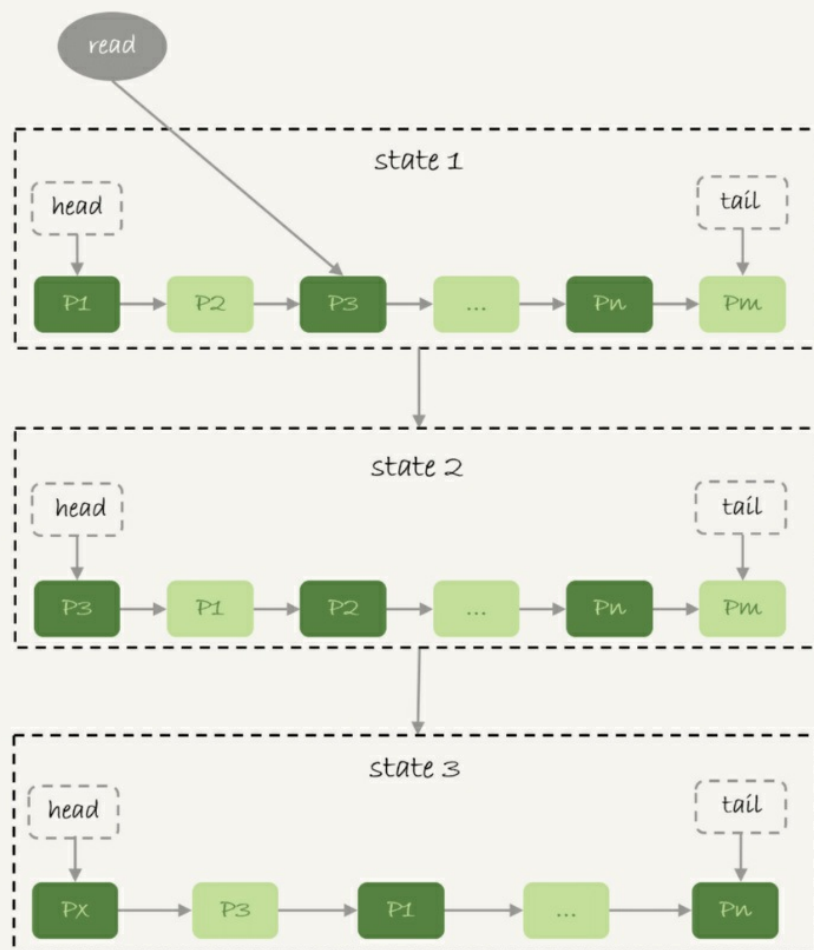 read
state 1
head
tail
P1 P2 P3 ... Pn Pm
state 2
head
tail
P3 P1 P2 ... Pn Pm
state 3
head
tail
Px P3 P1 ... Pn